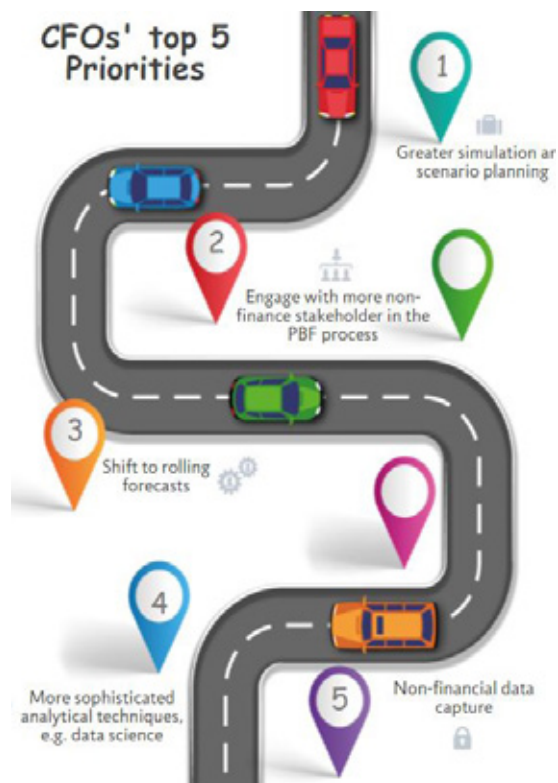 CFOs' top 5
Priorities
1
Greater simulation ar
scenario planning
2
Engage with more non-
finance stakeholder in the
PBF process
3
Shift to rolling
forecasts
4
More sophisticated
analytical techniques,
e.g. data science
5
Non-financial data
capture